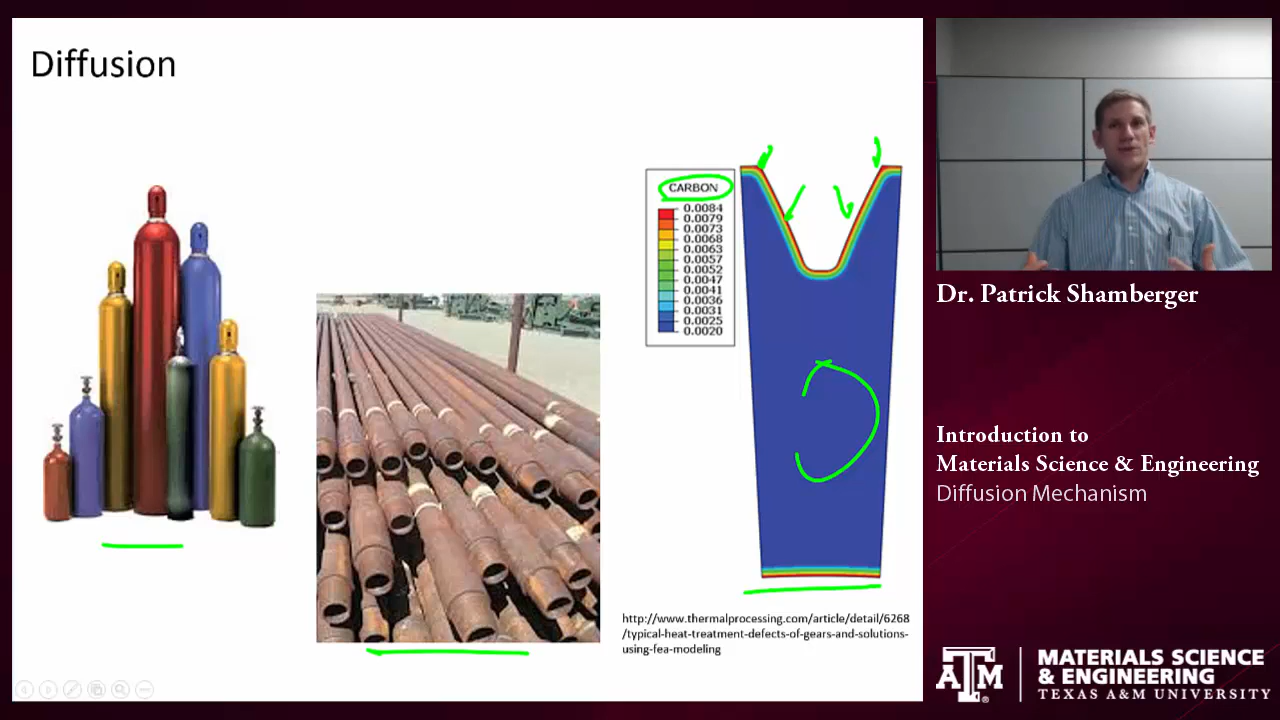 Diffusion
CARBON
0.0084
0.0079
0.0073
0.0068
0.0063
0.0057
0.0052
0.0047
0.0041
0.0036
0.0031
0.0025
0.0020
http://www.thermalprocessing.com/article/detail/6268
/typical-heat-treatment-defects-of-gears-and-solutions-
using-fea-modeling
Dr. Patrick Shamberger
Introduction to
Materials Science & Engineering
Diffusion Mechanism
ATM
MATERIALS SCIENCE
& ENGINEERING
TEXAS A&M UNIVERSITY